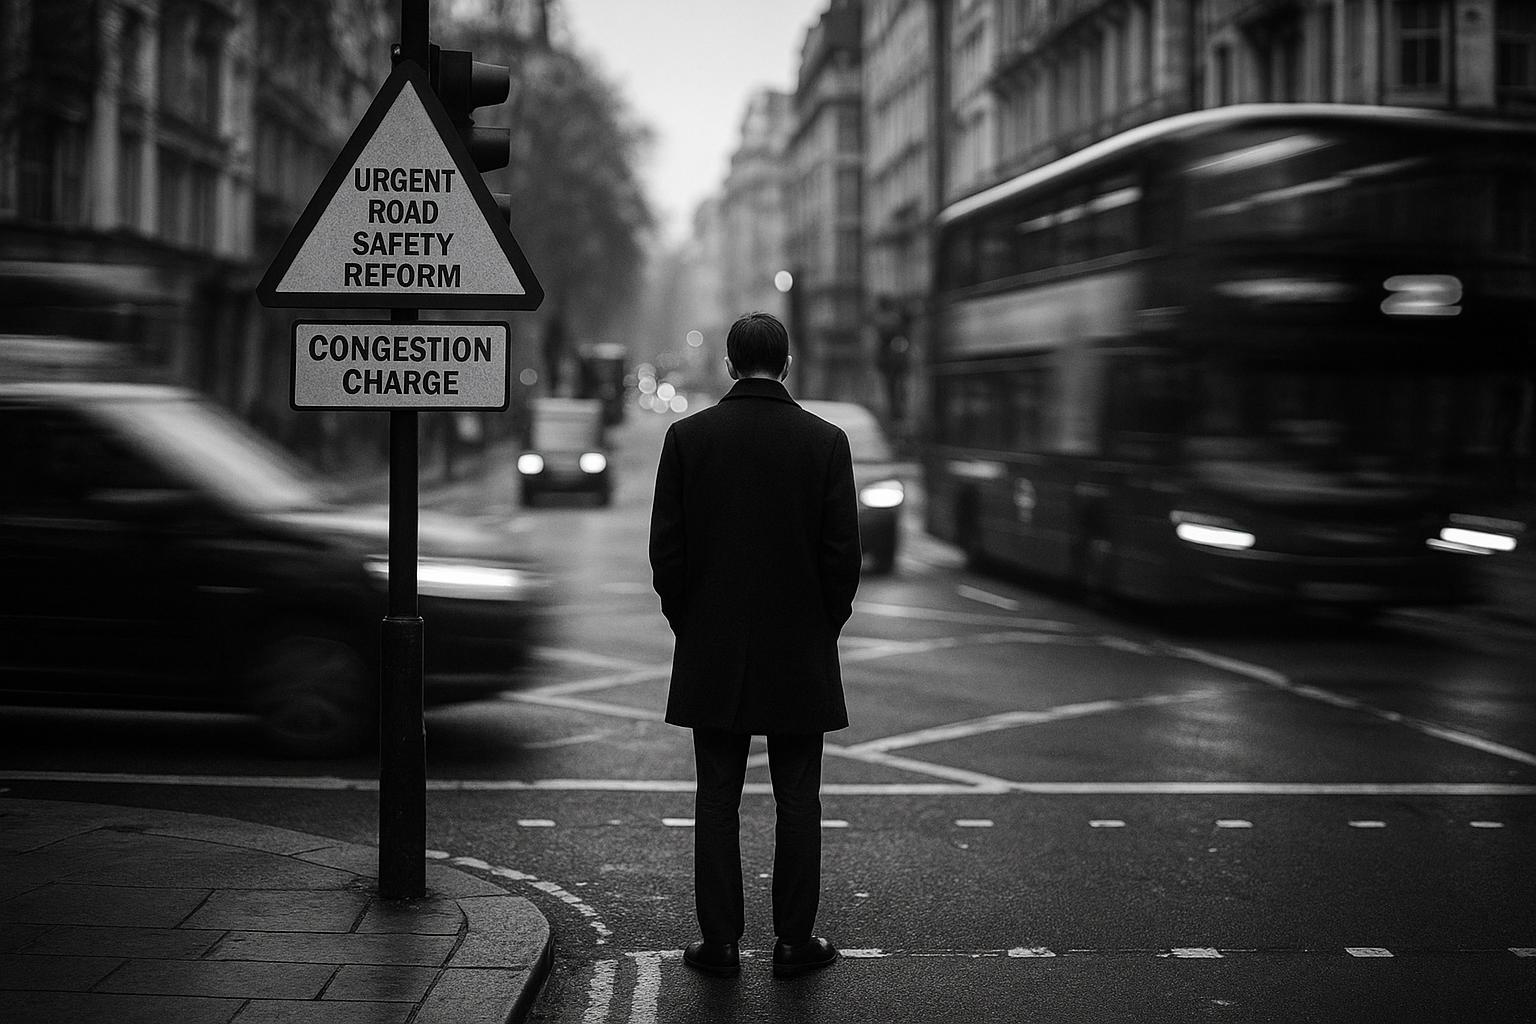 URGENT
ROAD
SAFETY
REFORM
CONGESTION
CHARGE